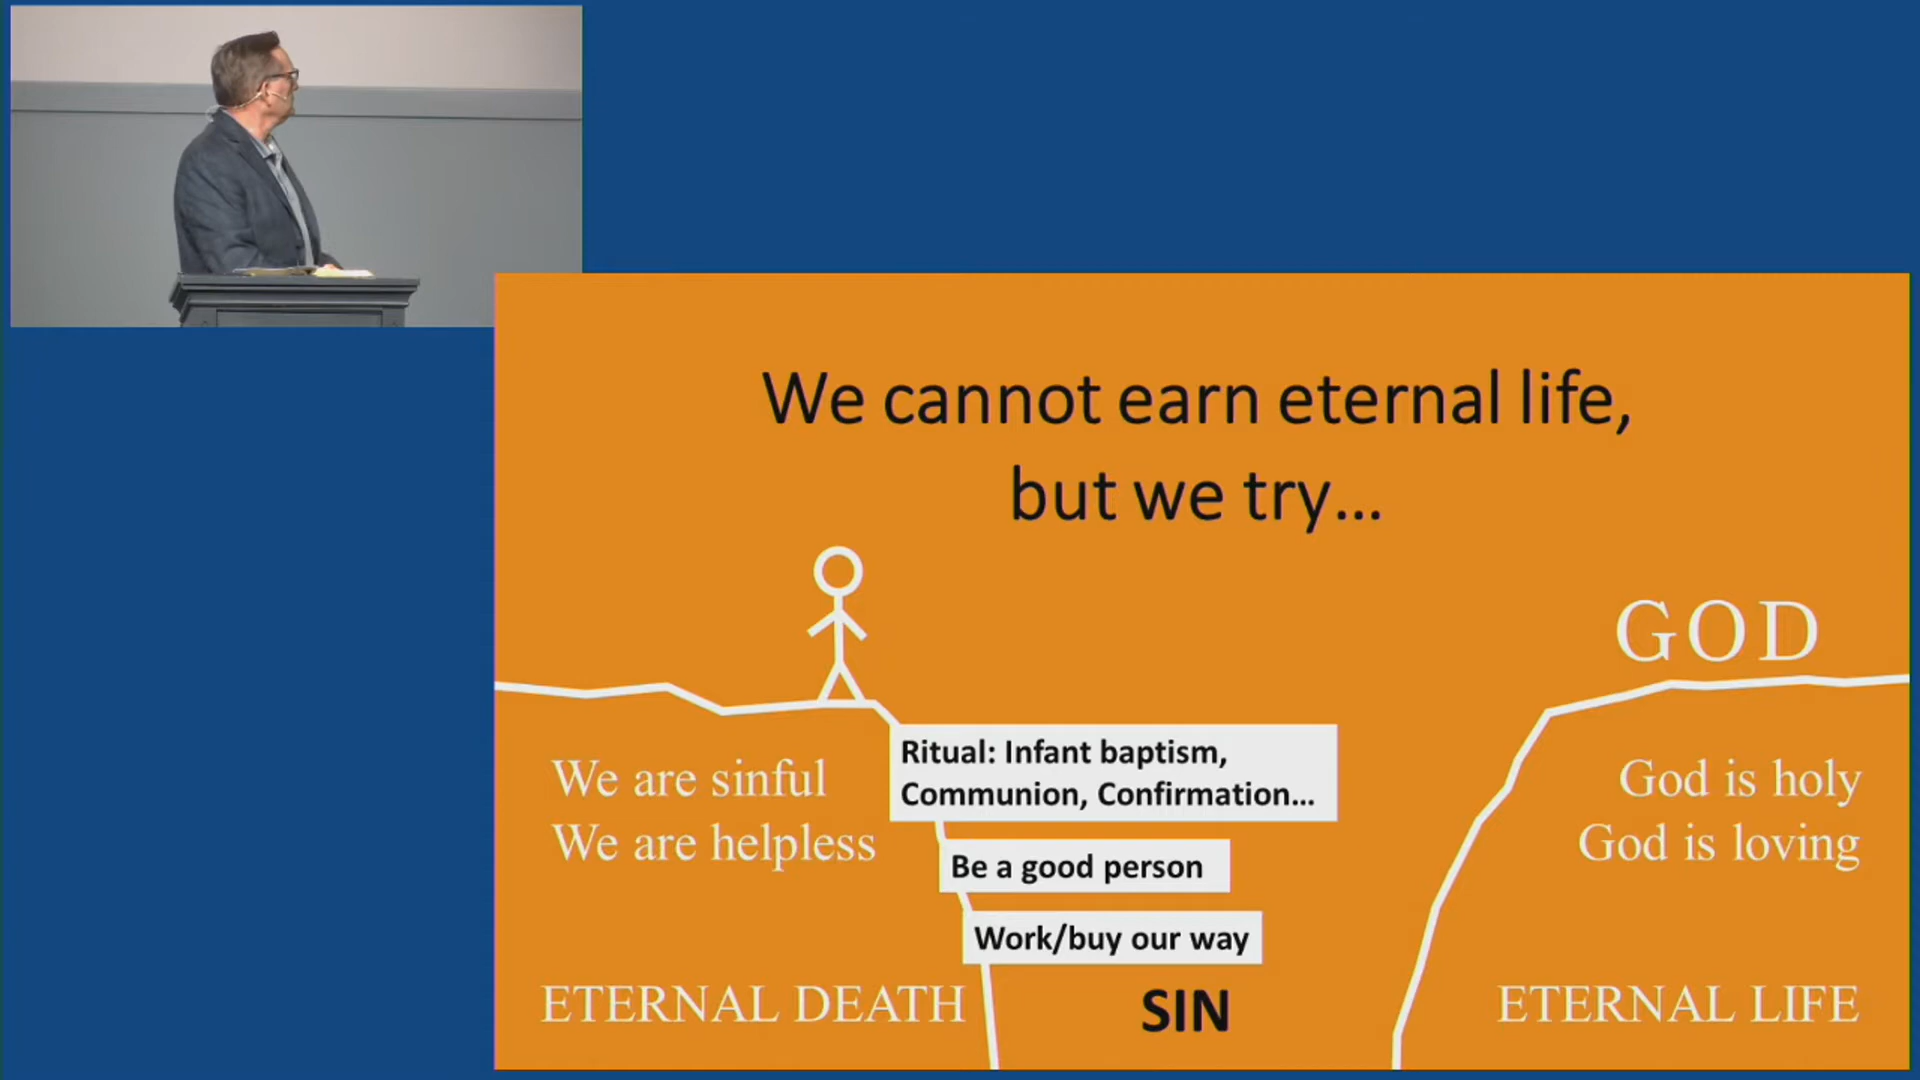 We cannot earn eternal life,
but we try...
GOD
Ritual: Infant baptism,
Communion, Confirmation...
We are sinful
We are helpless
God is holy
God is loving
Be a good person
Work/buy our way
ETERNAL DEATH
SIN
ETERNAL LIFE